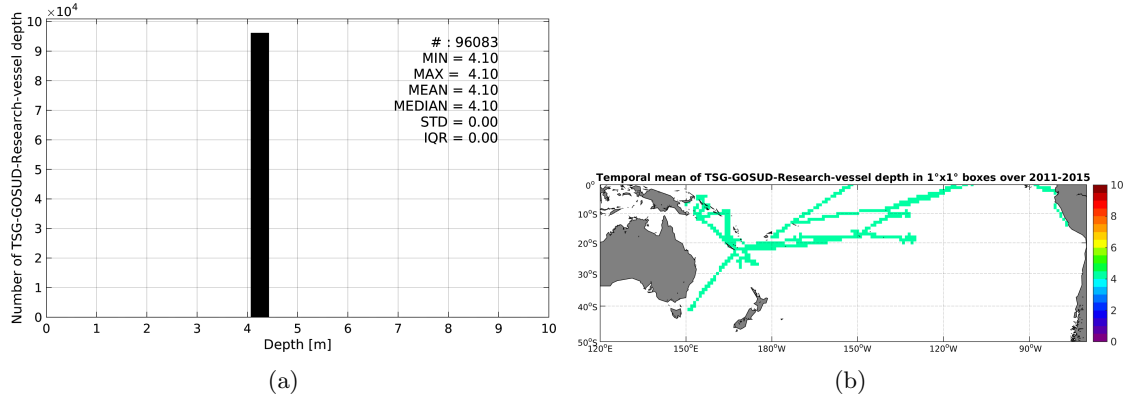 ×10⁴
10
9
8
7
6
5
4
3
2
1
0
Number of TSG-GOSUD-Research-vessel depth
# : 96083
MIN = 4.10
MAX = 4.10
MEAN = 4.10
MEDIAN = 4.10
STD = 0.00
IQR = 0.00
0 1 2 3 4 5 6 7 8 9 10
Depth [m]
(a)
Temporal mean of TSG-GOSUD-Research-vessel depth in 1°x1° boxes over 2011-2015
0°
10°S
20°S
30°S
40°S
50°S
120°E 150°E 180°W 150°W 120°W 90°W
10
8
6
4
2
0
(b)